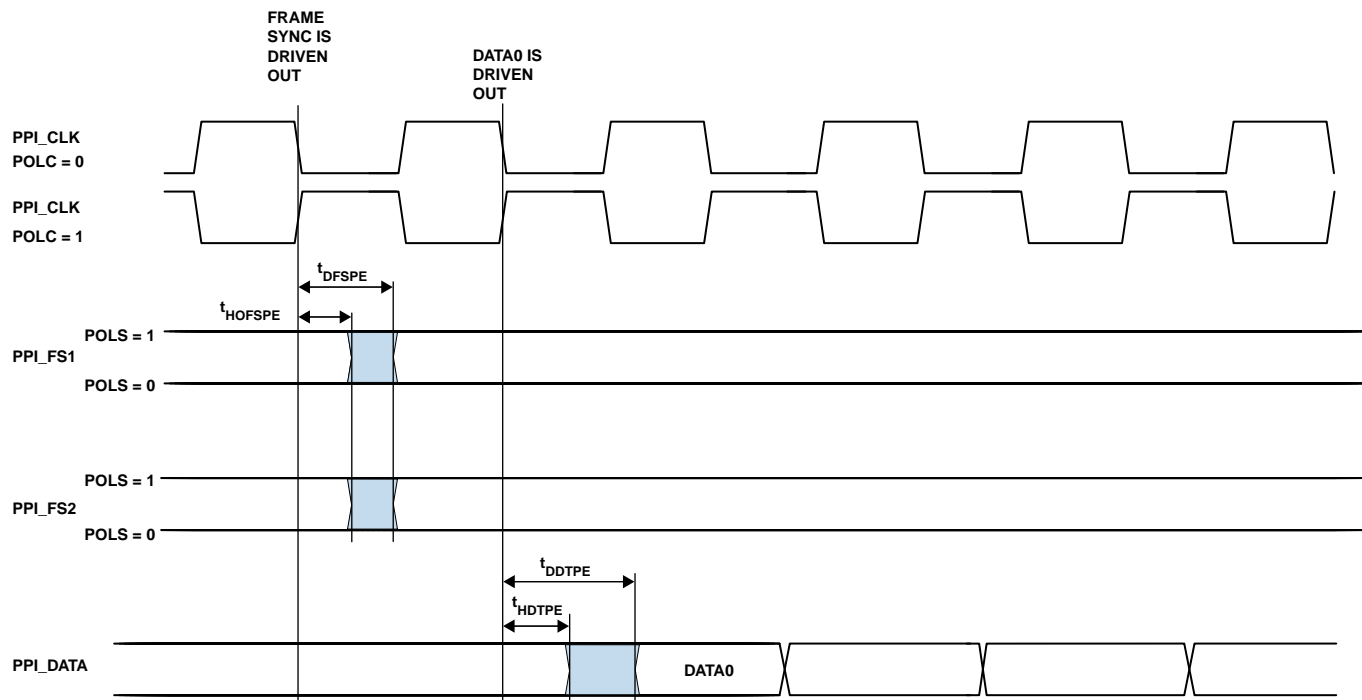 FRAME
SYNC IS
DRIVEN
OUT
DATA0 IS
DRIVEN
OUT
PPI_CLK
POLC = 0
PPI_CLK
POLC = 1
tDFSPE
tHOFSPE
POLS = 1
PPI_FS1
POLS = 0
POLS = 1
PPI_FS2
POLS = 0
tDDTPE
tHDTPE
PPI_DATA
DATA0